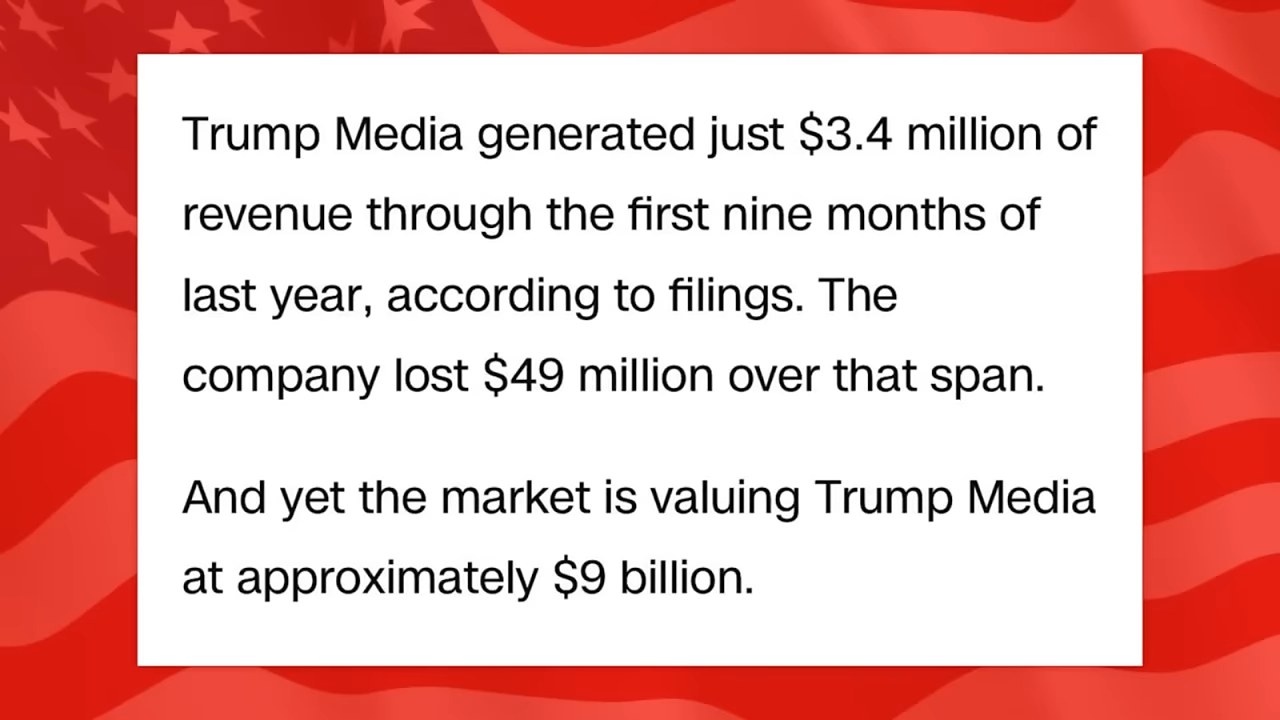 Trump Media generated just $3.4 million of
revenue through the first nine months of
last year, according to filings. The
company lost $49 million over that span.
And yet the market is valuing Trump Media
at approximately $9 billion.